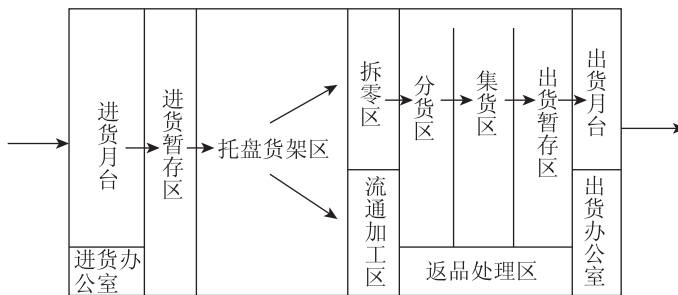 进货月台
进货办
公室
进货暂存区
托盘货架区
拆零区
流通加工区
分货区
集货区
出货暂存区
返品处理区
出货月台
出货办
公室